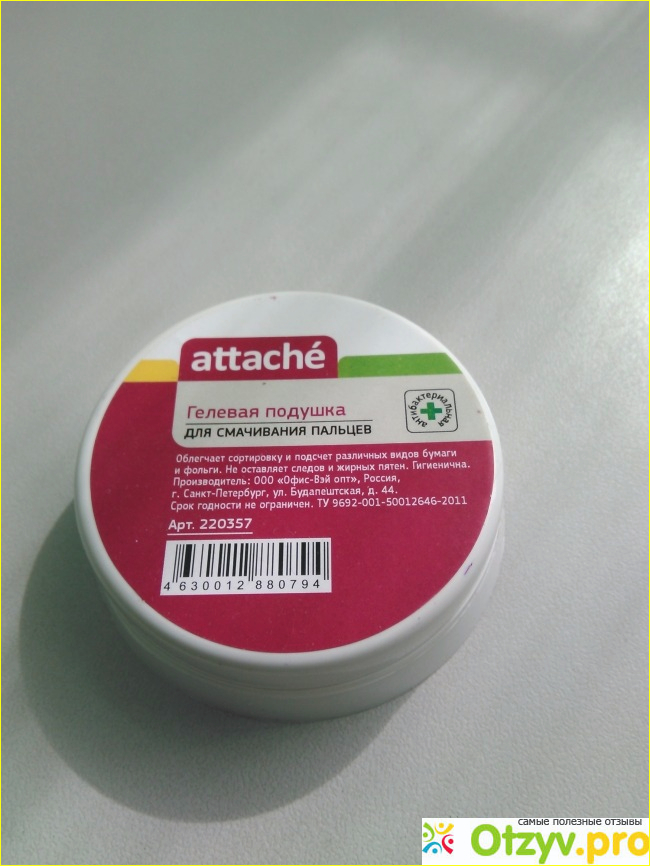 attaché
Гелевая подушка
ДЛЯ СМАЧИВАНИЯ ПАЛЬЦЕВ
антибактериальная
Облегчает сортировку и подсчет различных видов бумаги
и фольги. Не оставляет следов и жирных пятен. Гигиенична.
Производитель: ООО «Офис-Вэй опт», Россия,
г. Санкт-Петербург, ул. Будапештская, д. 44.
Срок годности не ограничен. ТУ 9692-001-50012646-2011
Арт. 220357
4 630012 880794
самые полезные отзывы
Otzyv.pro